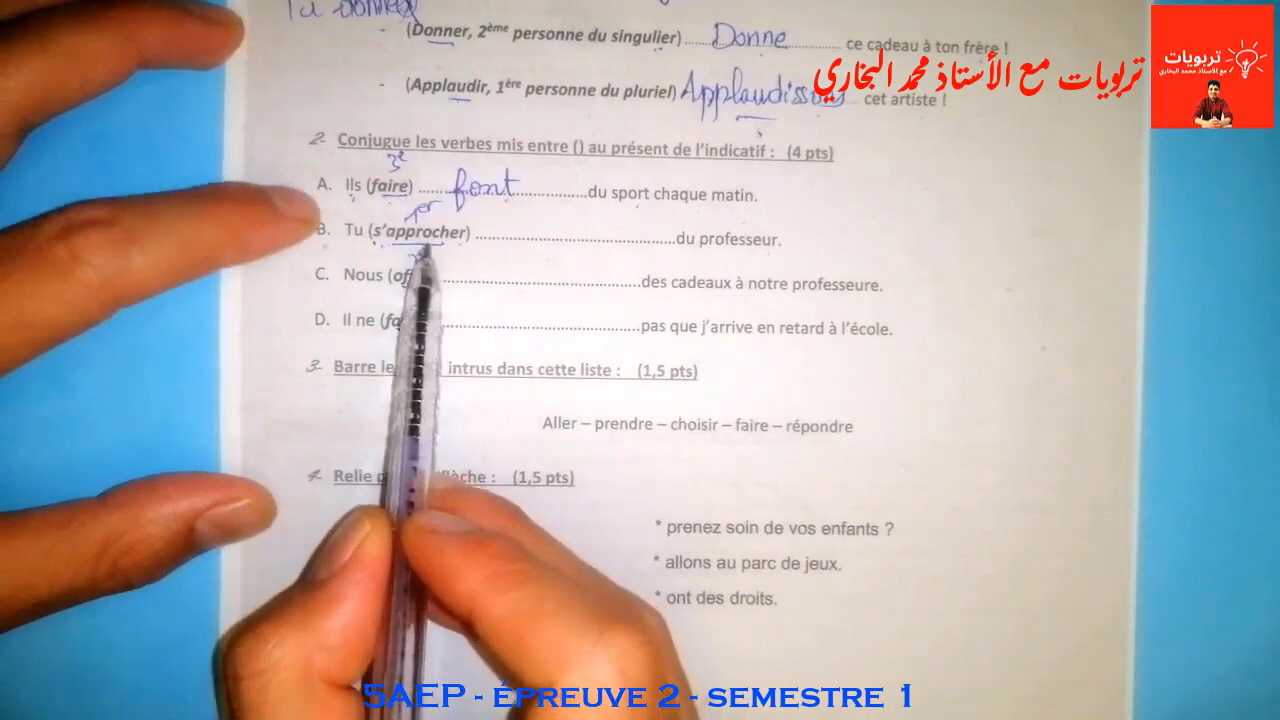 Tu donnes
- (Donner, 2ème personne du singulier) ...... Donne ............ ce cadeau à ton frère !
- (Applaudir, 1ère personne du pluriel) Applaudissons cet artiste !
تربويات مع الأستاذ محمد البخاري
تربويات
مع الأستاذ محمد البخاري
2- Conjugue les verbes mis entre () au présent de l'indicatif : (4 pts)
3e
A. Ils (faire) ........ font ................du sport chaque matin.
1er
B. Tu (s'approcher) .............................................du professeur.
C. Nous (off .............................................des cadeaux à notre professeure.
D. Il ne (fa .............................................pas que j'arrive en retard à l'école.
3- Barre le intrus dans cette liste : (1,5 pts)
Aller – prendre – choisir – faire – répondre
4- Relie flèche : (1,5 pts)
* prenez soin de vos enfants ?
* allons au parc de jeux.
* ont des droits.
5AEP - épreuve 2 - semestre 1